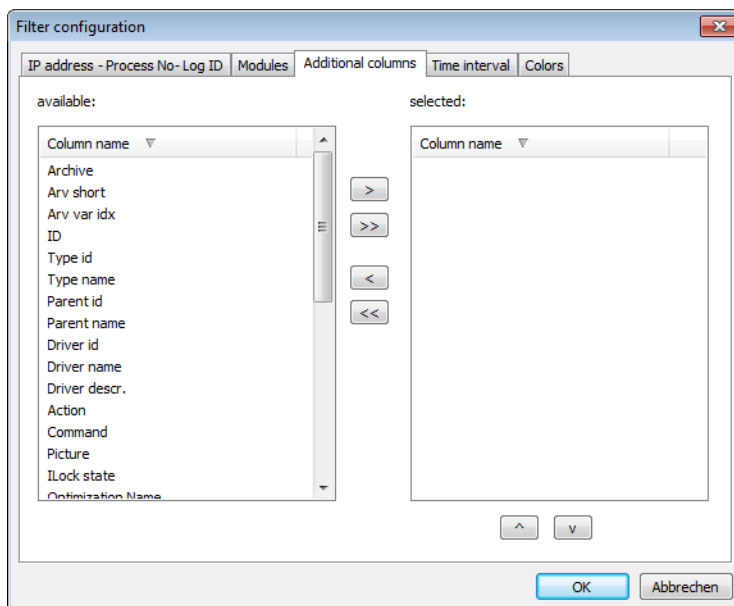 Filter configuration
IP address - Process No- Log ID
Modules
Additional columns
Time interval
Colors
available:
selected:
Column name
Column name
Archive
Arv short
Arv var idx
ID
Type id
Type name
Parent id
Parent name
Driver id
Driver name
Driver descr.
Action
Command
Picture
ILock state
Optimization Name
>
>>
<
<<
^
v
OK
Abbrechen